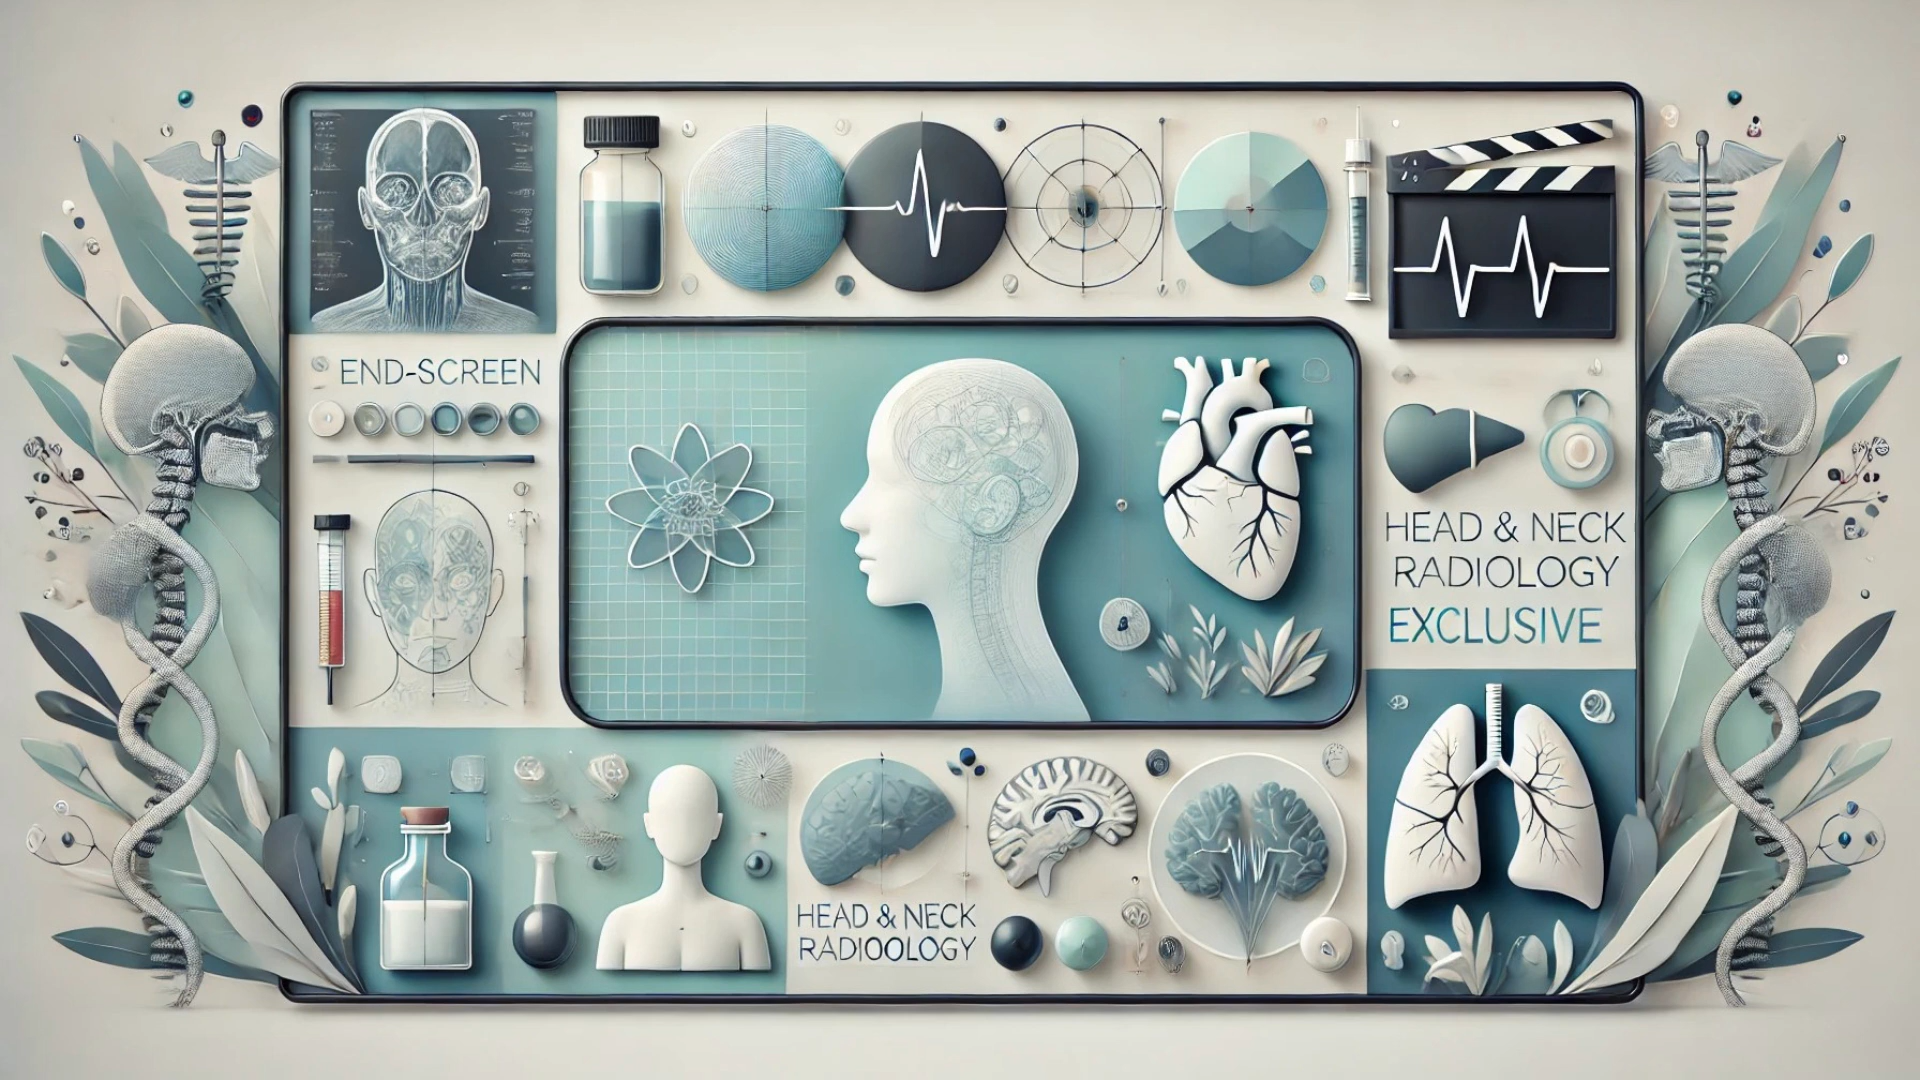 END-SCREEN
HEAD & NECK
RADIOLOGY
EXCLUSIVE
HEAD & NECK
RADIOOLOGY